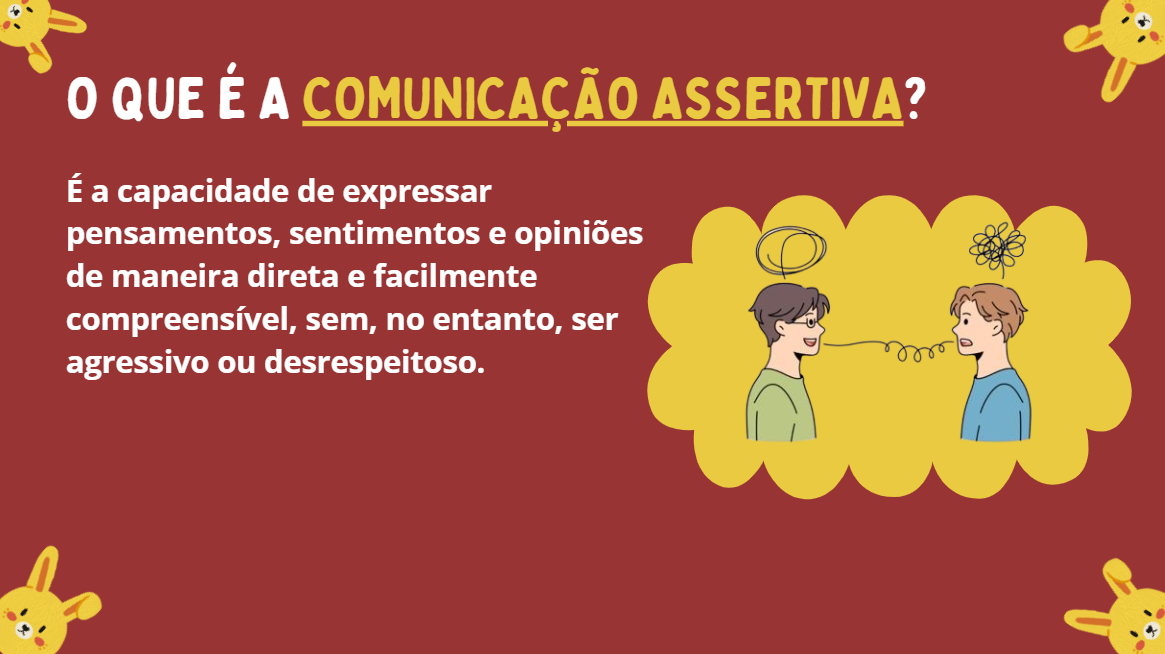 O QUE É A COMUNICAÇÃO ASSERTIVA?
É a capacidade de expressar
pensamentos, sentimentos e opiniões
de maneira direta e facilmente
compreensível, sem, no entanto, ser
agressivo ou desrespeitoso.